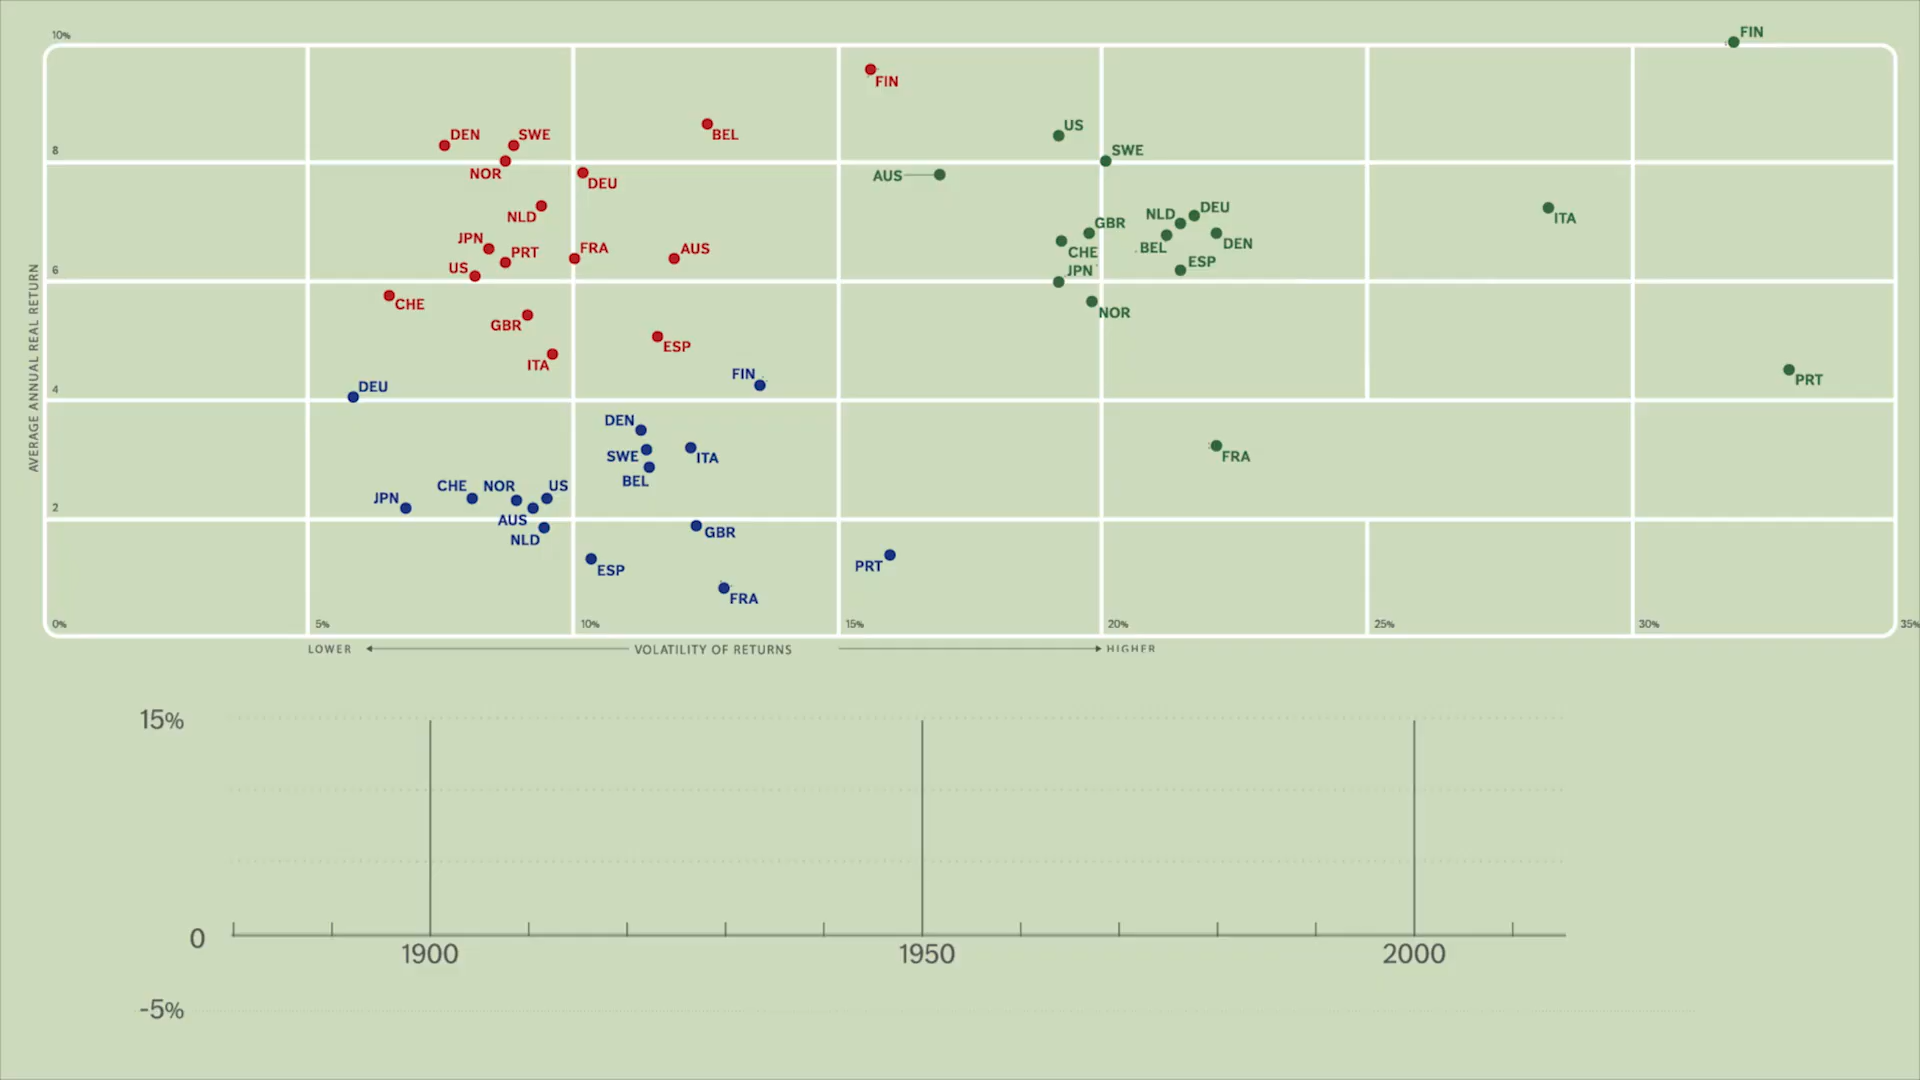 10%
FIN
FIN
US
DEN
SWE
BEL
8
SWE
NOR
AUS
DEU
NLD
DEU
NLD
GBR
ITA
JPN
FRA
AUS
PRT
CHE
BEL
DEN
US
JPN
ESP
6
CHE
NOR
GBR
ESP
ITA
AVERAGE ANNUAL REAL RETURN
FIN
PRT
DEU
4
DEN
SWE
ITA
FRA
BEL
CHE
NOR
US
JPN
2
AUS
NLD
GBR
ESP
PRT
FRA
0%
5%
10%
15%
20%
25%
30%
35%
LOWER
VOLATILITY OF RETURNS
HIGHER
15%
0
1900
1950
2000
-5%